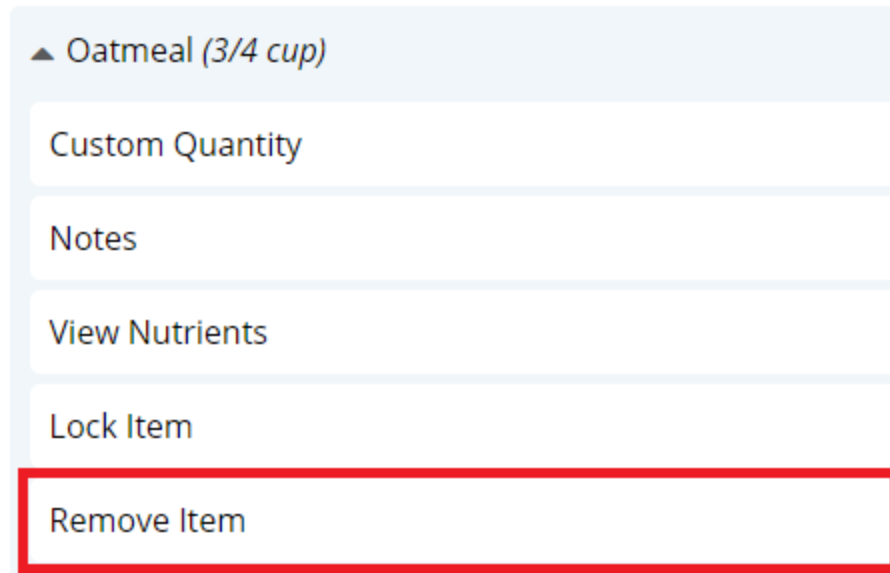 Oatmeal (3/4 cup)
Custom Quantity
Notes
View Nutrients
Lock Item
Remove Item